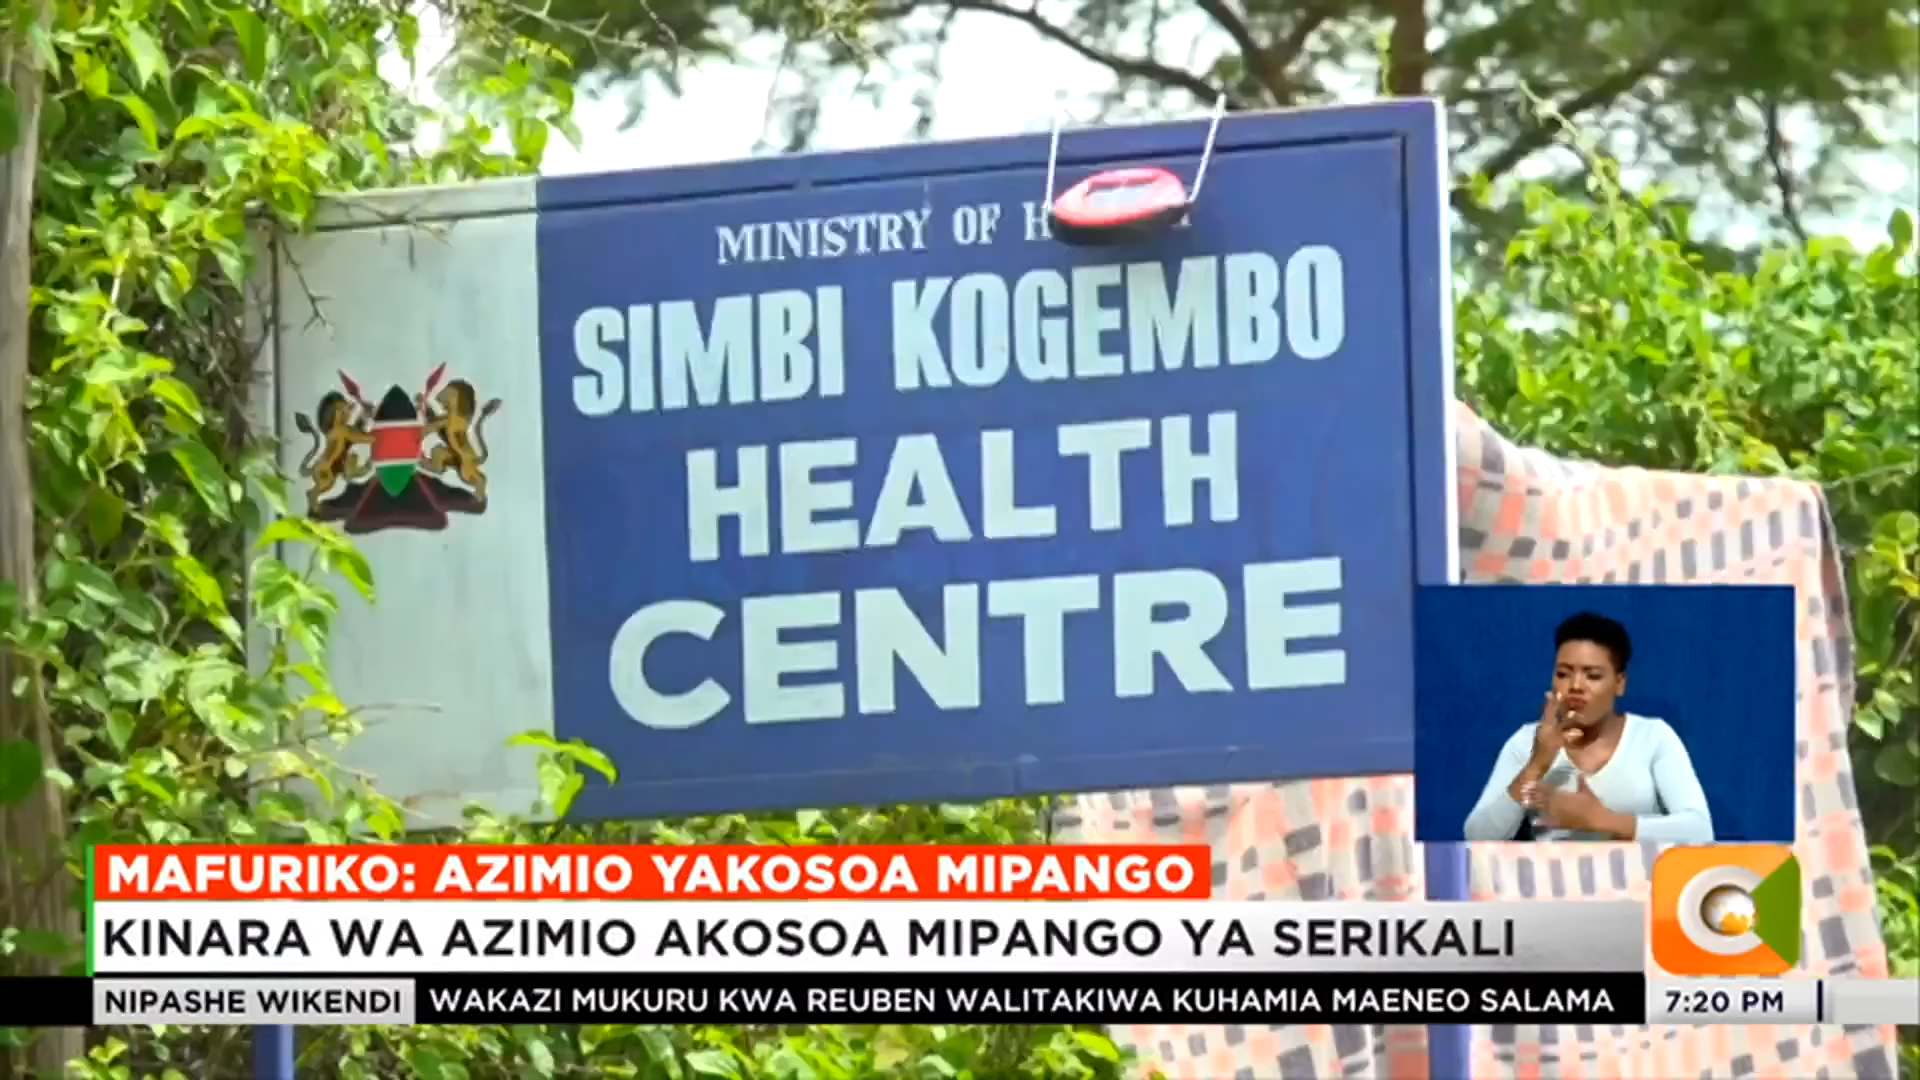 MINISTRY OF
SIMBI KOGEMBO
HEALTH
CENTRE
MAFURIKO: AZIMIO YAKOSOA MIPANGO
KINARA WA AZIMIO AKOSOA MIPANGO YA SERIKALI
NIPASHE WIKENDI WAKAZI MUKURU KWA REUBEN WALITAKIWA KUHAMIA MAENEO SALAMA 7:20 PM